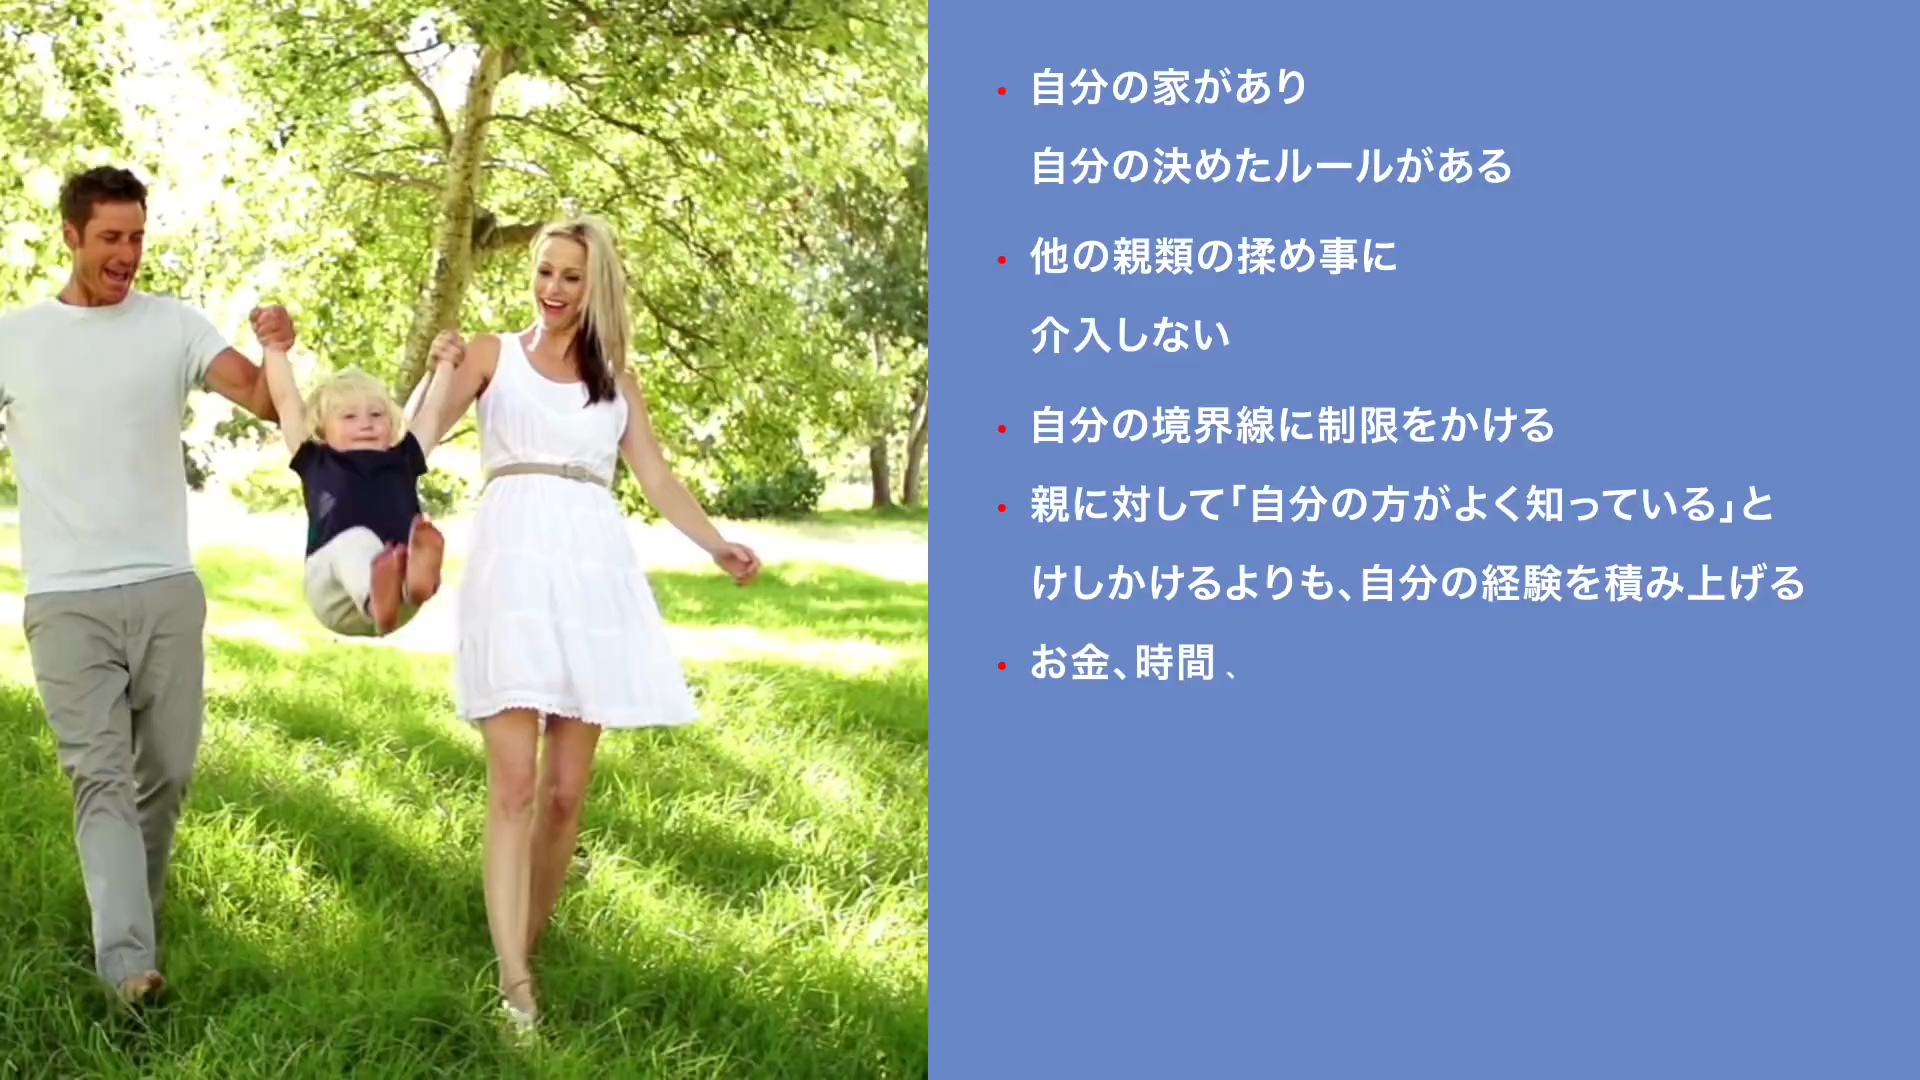 ・自分の家があり
自分の決めたルールがある
・他の親類の揉め事に
介入しない
・自分の境界線に制限をかける
・親に対して「自分の方がよく知っている」と
けしかけるよりも、自分の経験を積み上げる
・お金、時間、